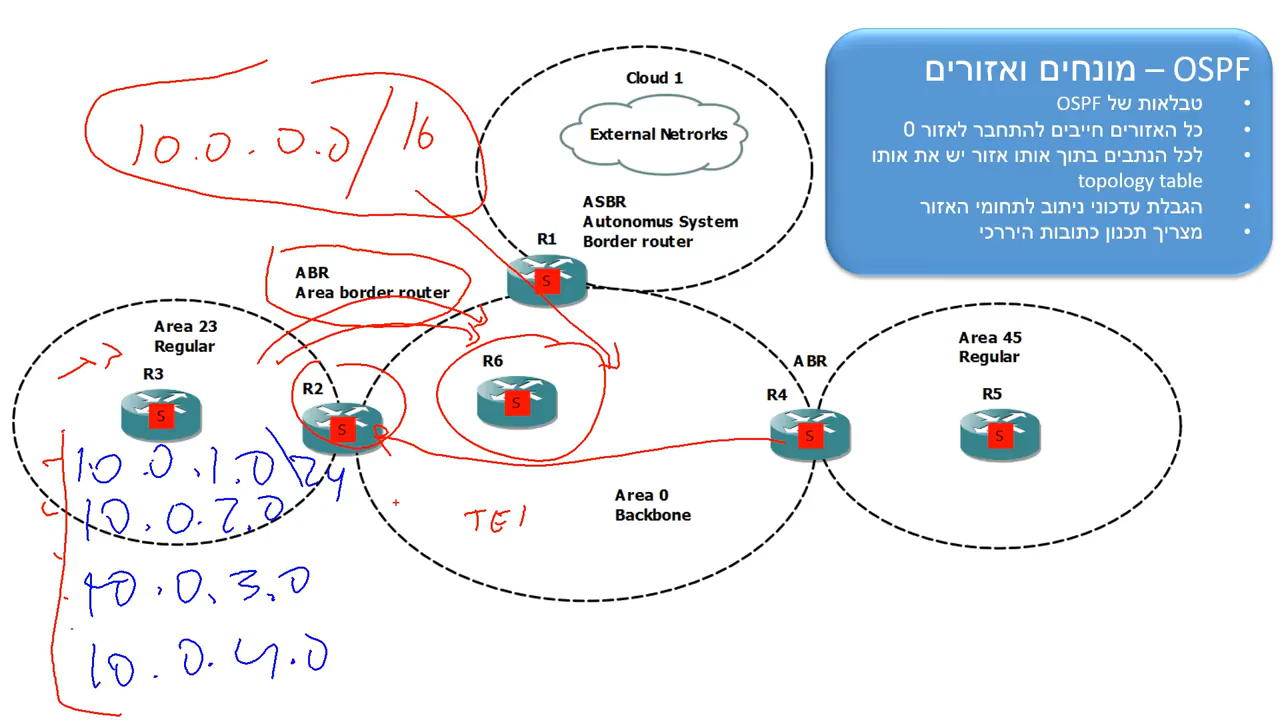 OSPF – מונחים ואזורים
טבלאות של OSPF
כל האזורים חייבים להתחבר לאזור 0
לכל הנתבים בתוך אותו אזור יש את אותו
topology table
הגבלת עדכוני ניתוב לתחומי האזור
מצריך תכנון כתובות היררכי
Cloud 1
External Netrorks
10.0.0.0/16
ASBR
Autonomus System
Border router
R1
S
ABR
Area border router
Area 23
Regular
R3
S
R2
S
R6
S
ABR
R4
S
Area 45
Regular
R5
S
Area 0
Backbone
10.0.1.0\24
10.0.2.0
10.0.3.0
10.0.4.0